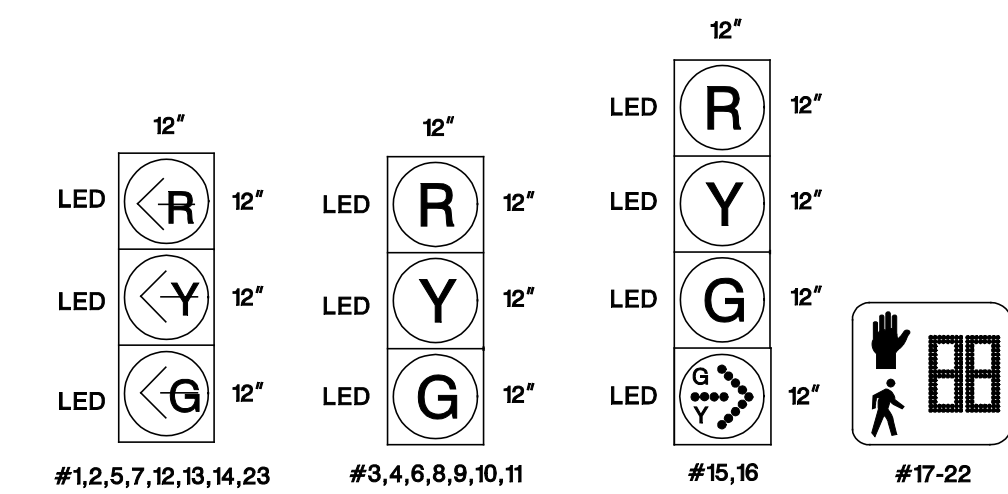 12"
LED R 12"
LED Y 12"
LED G 12"
#1,2,5,7,12,13,14,23
12"
LED R 12"
LED Y 12"
LED G 12"
#3,4,6,8,9,10,11
12"
LED R 12"
LED Y 12"
LED G 12"
LED G Y 12"
#15,16
88
#17-22